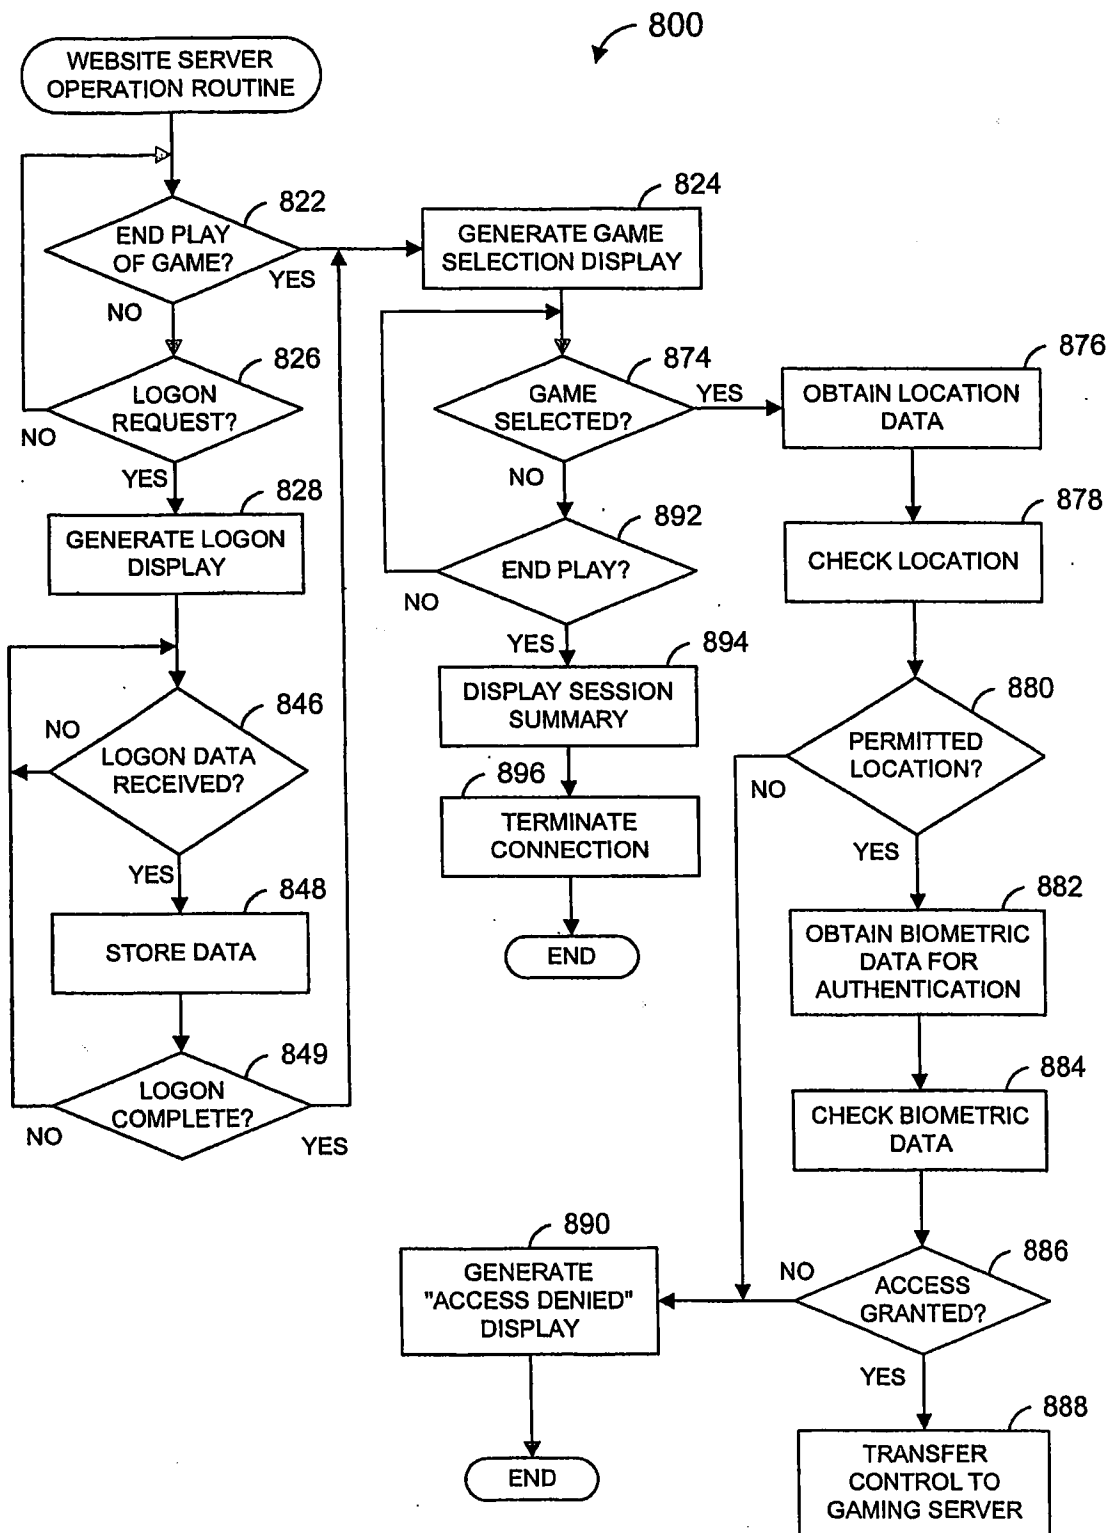 800
WEBSITE SERVER
OPERATION ROUTINE
822
END PLAY
OF GAME?
YES
NO
824
GENERATE GAME
SELECTION DISPLAY
826
LOGON
REQUEST?
NO
YES
828
GENERATE LOGON
DISPLAY
846
NO
LOGON DATA
RECEIVED?
YES
848
STORE DATA
849
LOGON
COMPLETE?
NO
YES
874
GAME
SELECTED?
YES
NO
892
END PLAY?
NO
YES
894
DISPLAY SESSION
SUMMARY
896
TERMINATE
CONNECTION
END
876
OBTAIN LOCATION
DATA
878
CHECK LOCATION
880
PERMITTED
LOCATION?
NO
YES
882
OBTAIN BIOMETRIC
DATA FOR
AUTHENTICATION
884
CHECK BIOMETRIC
DATA
886
ACCESS
GRANTED?
NO
YES
890
GENERATE
"ACCESS DENIED"
DISPLAY
END
888
TRANSFER
CONTROL TO
GAMING SERVER